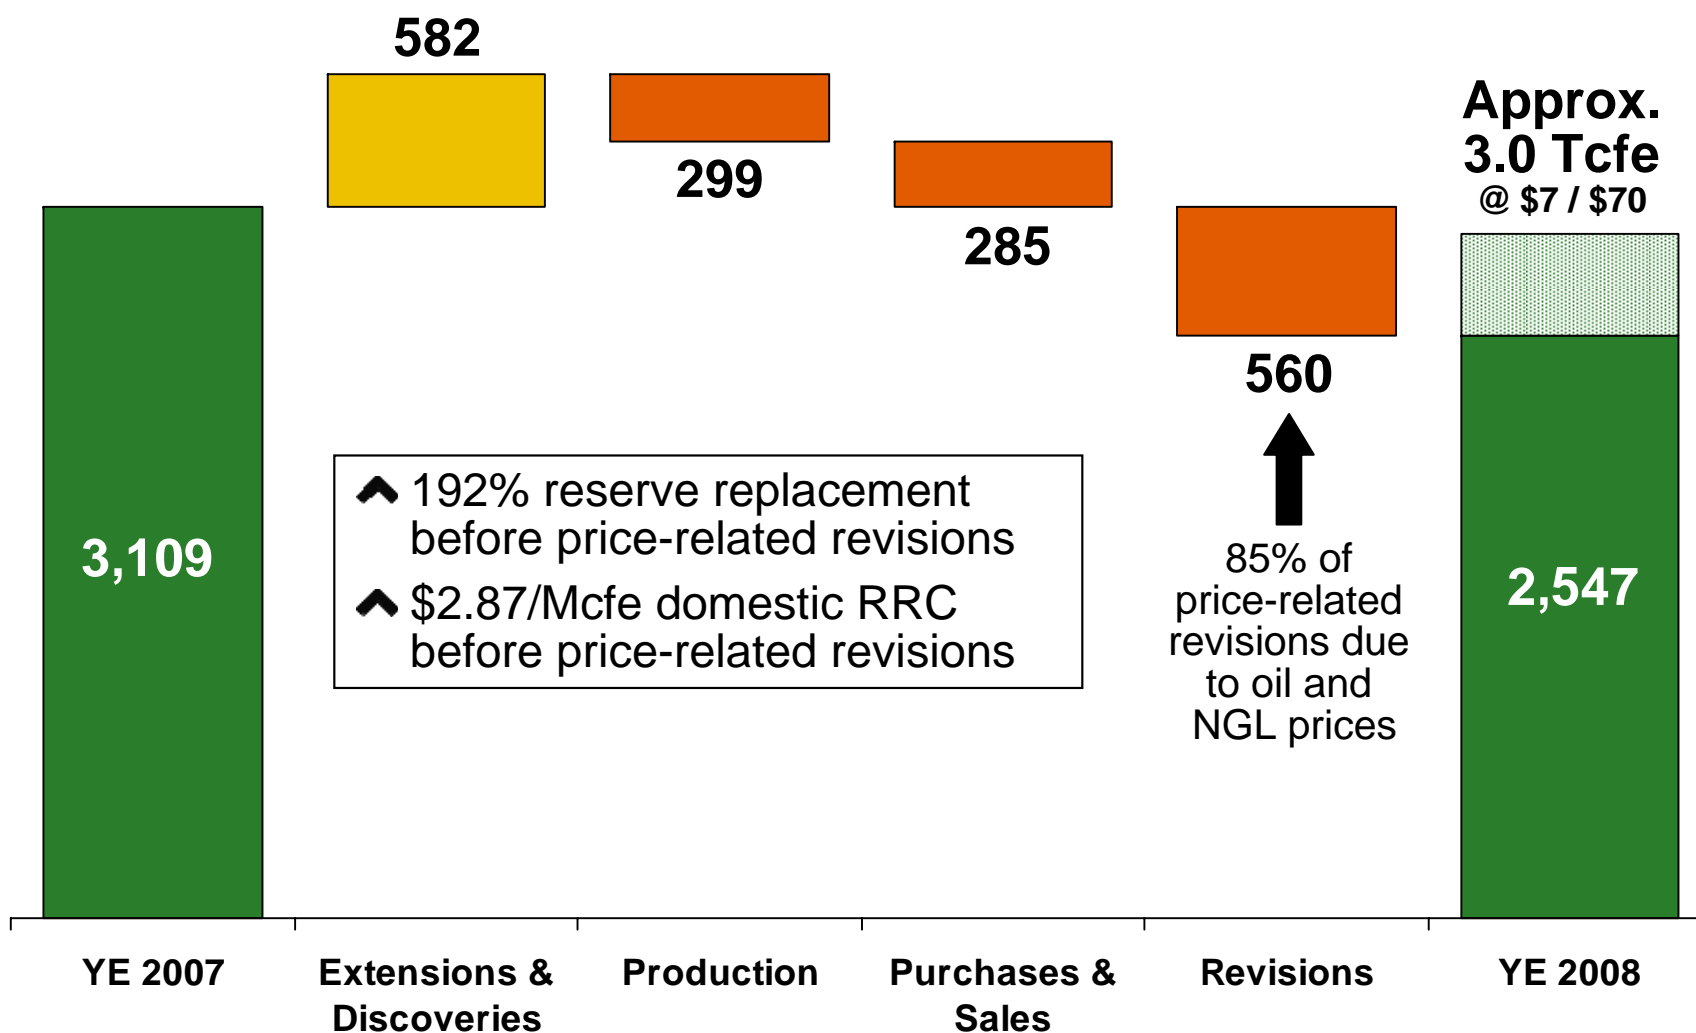 582
Approx.
3.0 Tcfe
@ $7 / $70
299
285
560
192% reserve replacement
before price-related revisions
$2.87/Mcfe domestic RRC
before price-related revisions
85% of
price-related
revisions due
to oil and
NGL prices
3,109
2,547
YE 2007
Extensions &
Discoveries
Production
Purchases &
Sales
Revisions
YE 2008